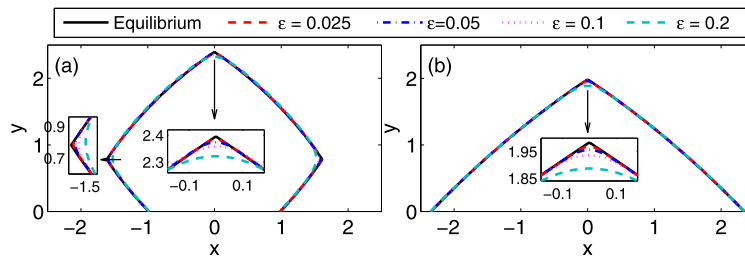 Equilibrium ε = 0.025 ε=0.05 ε = 0.1 ε = 0.2
(a) (b)
y y
2 1 0
2 1 0
0.9 0.7
−1.5
2.4 2.3
−0.1 0.1
1.95 1.85
−0.1 0.1
−2 −1 0 1 2
−2 −1 0 1 2
x x